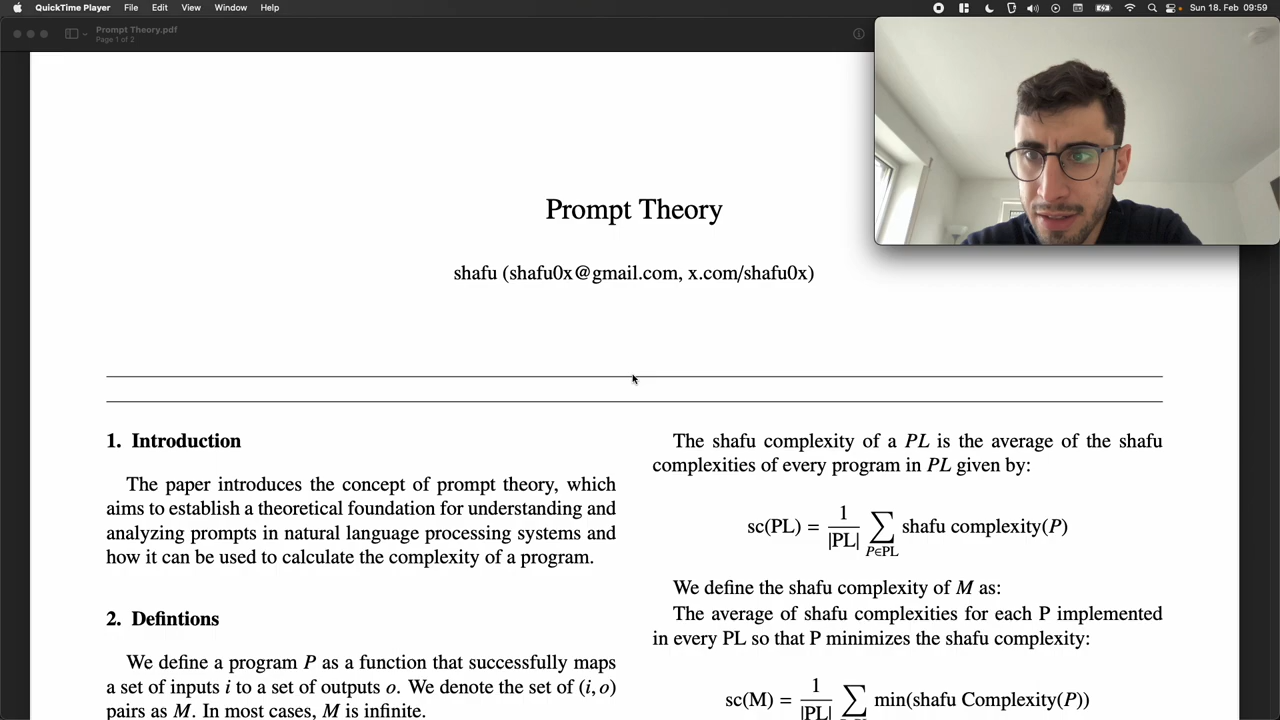 QuickTime Player File Edit View Window Help Sun 18. Feb 09:59
Prompt Theory.pdf
Page 1 of 2
Prompt Theory
shafu (shafu0x@gmail.com, x.com/shafu0x)
1. Introduction
The paper introduces the concept of prompt theory, which
aims to establish a theoretical foundation for understanding and
analyzing prompts in natural language processing systems and
how it can be used to calculate the complexity of a program.
2. Defintions
We define a program P as a function that successfully maps
a set of inputs i to a set of outputs o. We denote the set of (i, o)
pairs as M. In most cases, M is infinite.
The shafu complexity of a PL is the average of the shafu
complexities of every program in PL given by:
sc(PL) = 1/|PL| ∑ P∈PL shafu complexity(P)
We define the shafu complexity of M as:
The average of shafu complexities for each P implemented
in every PL so that P minimizes the shafu complexity:
sc(M) = 1/|PL| ∑ min(shafu Complexity(P))